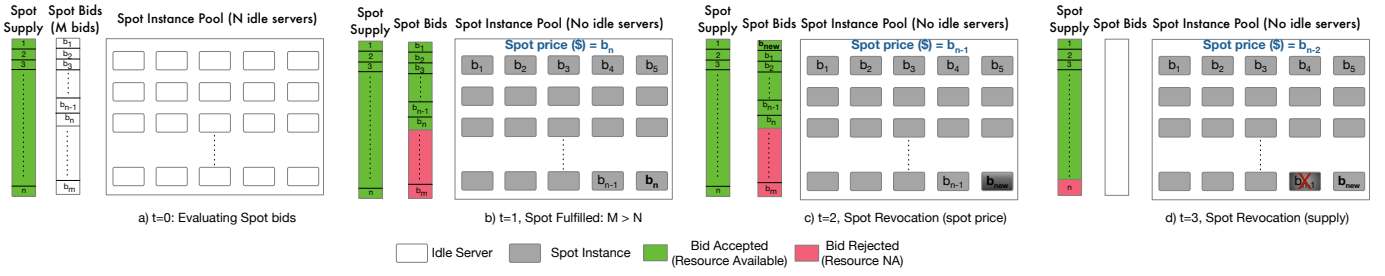 Spot Supply
Spot Bids (M bids)
Spot Instance Pool (N idle servers)
1
2
3
n
b1
b2
b3
bn-1
bn
bm
a) t=0: Evaluating Spot bids
Spot Supply
Spot Bids
Spot Instance Pool (No idle servers)
Spot price ($) = bn
1
2
3
n
b1
b2
b3
bn-1
bn
bm
b1 b2 b3 b4 b5
bn-1 bn
b) t=1, Spot Fulfilled: M > N
Spot Supply
Spot Bids
Spot Instance Pool (No idle servers)
Spot price ($) = bn-1
1
2
3
n
bnew
b1
b2
bn-1
bn
bm
b1 b2 b3 b4 b5
bn-1 bnew
c) t=2, Spot Revocation (spot price)
Spot Supply
Spot Bids
Spot Instance Pool (No idle servers)
Spot price ($) = bn-2
1
2
3
n
b1 b2 b3 b4 b5
bn-1 bnew
d) t=3, Spot Revocation (supply)
Idle Server
Spot Instance
Bid Accepted
(Resource Available)
Bid Rejected
(Resource NA)